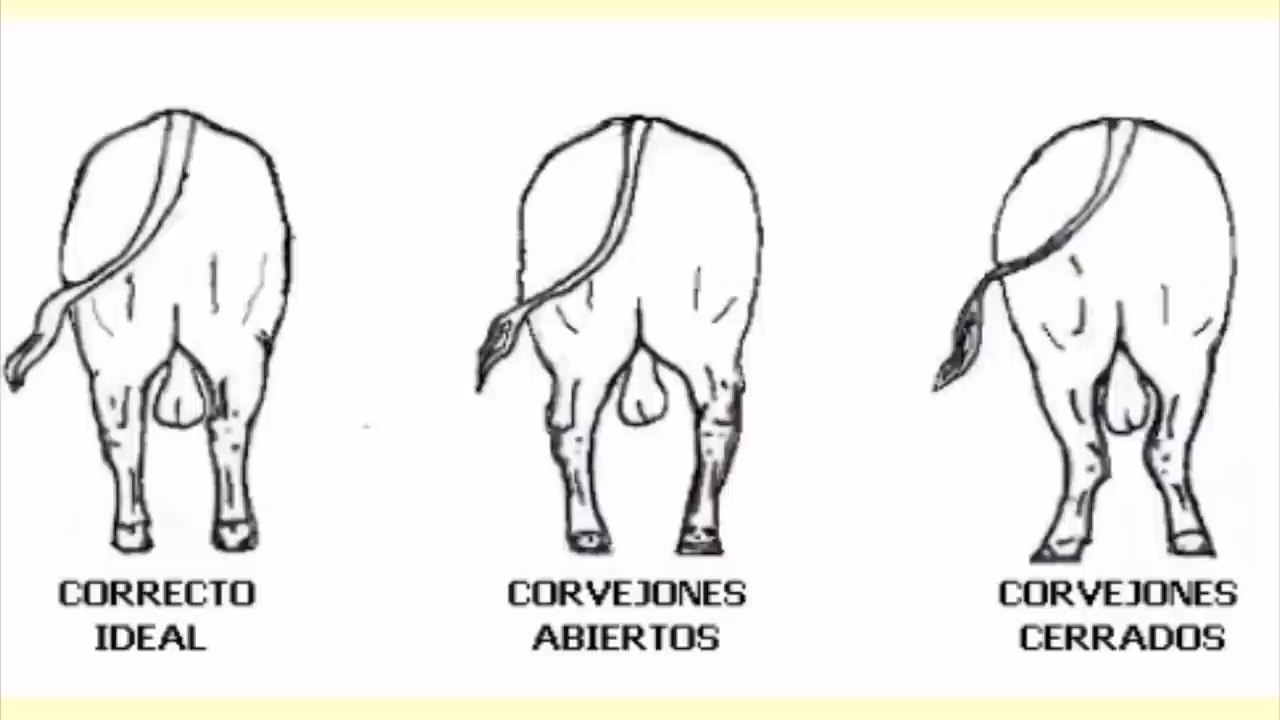 CORRECTO
IDEAL
CORVEJONES
ABIERTOS
CORVEJONES
CERRADOS